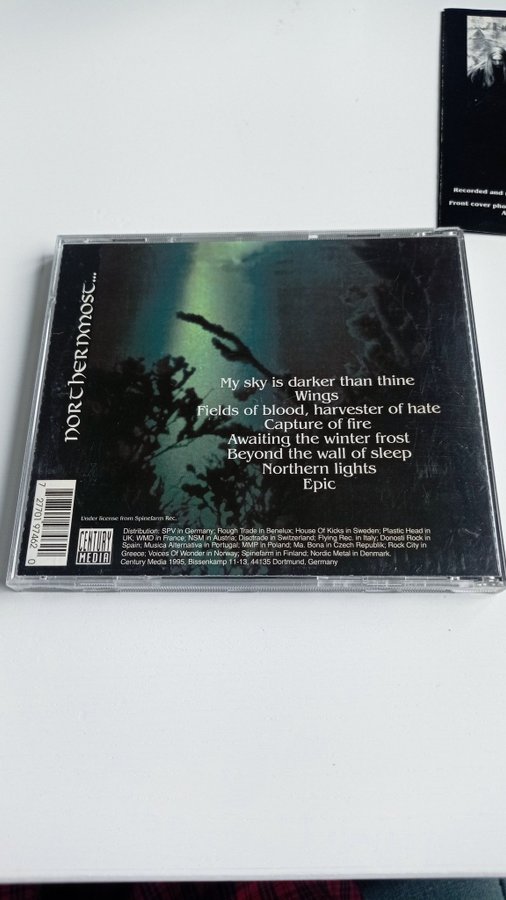 Recorded and
Front cover pho
A
NORTHERNMOST...
My sky is darker than thine
Wings
Fields of blood, harvester of hate
Capture of fire
Awaiting the winter frost
Beyond the wall of sleep
Northern lights
Epic
Under license from Spinefarm Rec.
7 27701 97462 0
CENTURY
MEDIA
Distribution: SPV in Germany; Rough Trade in Benelux; House Of Kicks in Sweden; Plastic Head in
UK; WMD in France; NSM in Austria; Disctrade in Switzerland; Flying Rec. in Italy; Donosti Rock in
Spain; Musica Alternativa in Portugal; MMP in Poland; Ma. Bona in Czech Republik; Rock City in
Greece; Voices Of Wonder in Norway; Spinefarm in Finland; Nordic Metal in Denmark.
Century Media 1995, Bissenkamp 11-13, 44135 Dortmund, Germany